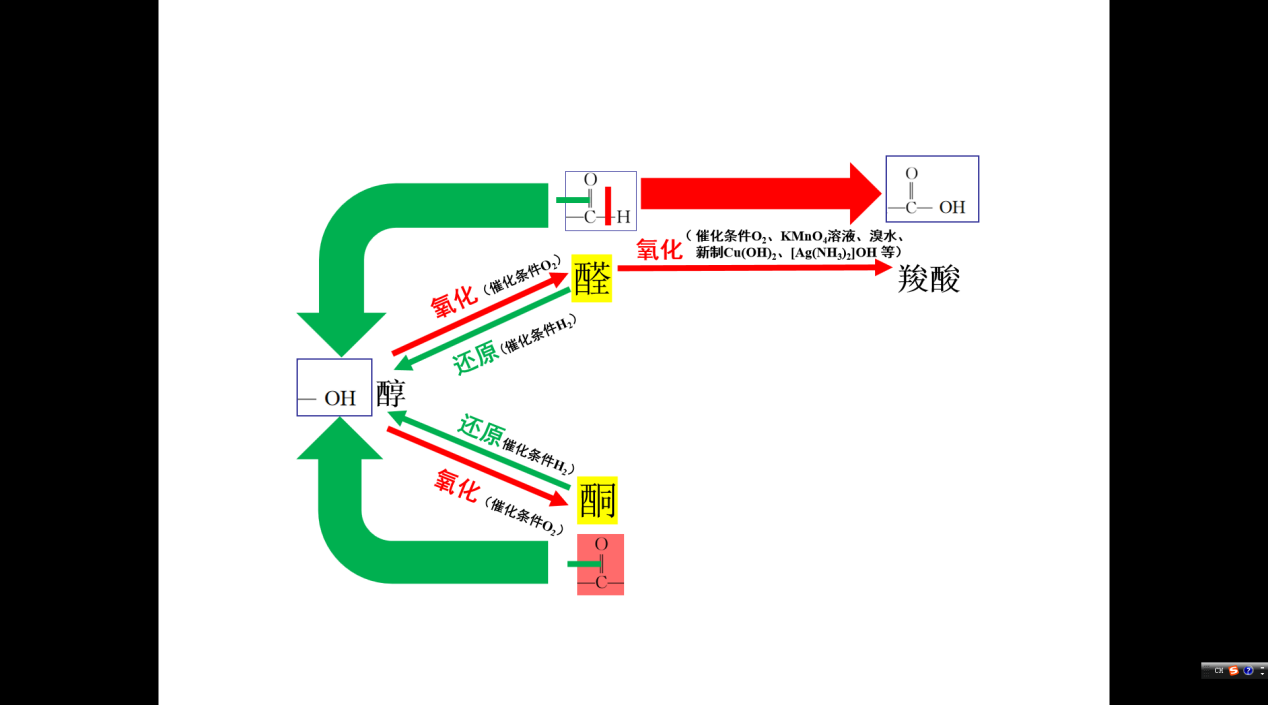 O
—C—H
O
—C—OH
氧化
（催化条件O₂、KMnO₄溶液、溴水、
新制Cu(OH)₂、[Ag(NH₃)₂]OH 等）
氧化（催化条件O₂）
醛
羧酸
还原（催化条件H₂）
—OH
醇
还原催化条件H₂）
氧化（催化条件O₂）
酮
O
—C—
CH